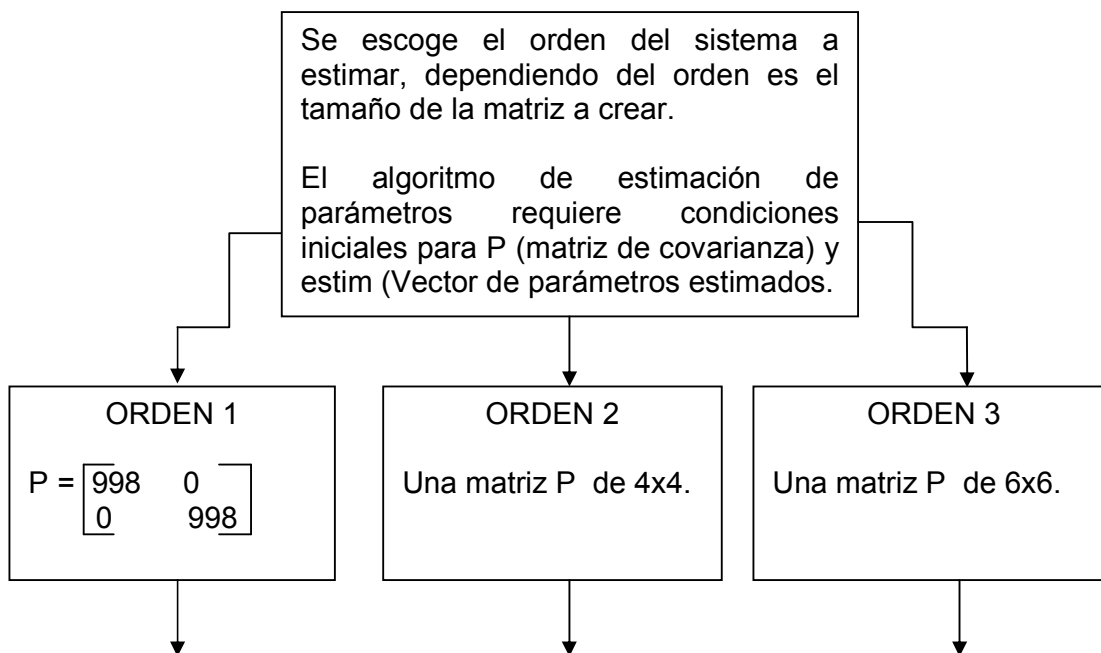 Se escoge el orden del sistema a
estimar, dependiendo del orden es el
tamaño de la matriz a crear.
El algoritmo de estimación de
parámetros requiere condiciones
iniciales para P (matriz de covarianza) y
estim (Vector de parámetros estimados.
ORDEN 1
P = 998 0
0 998
ORDEN 2
Una matriz P de 4x4.
ORDEN 3
Una matriz P de 6x6.